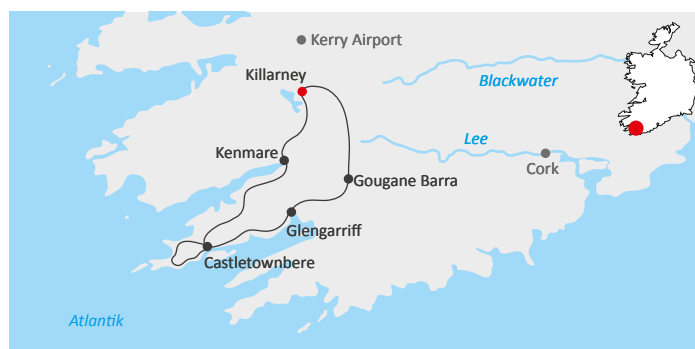 Kerry Airport
Killarney
Blackwater
Lee
Kenmare
Cork
Gougane Barra
Glengarriff
Castletownbere
Atlantik